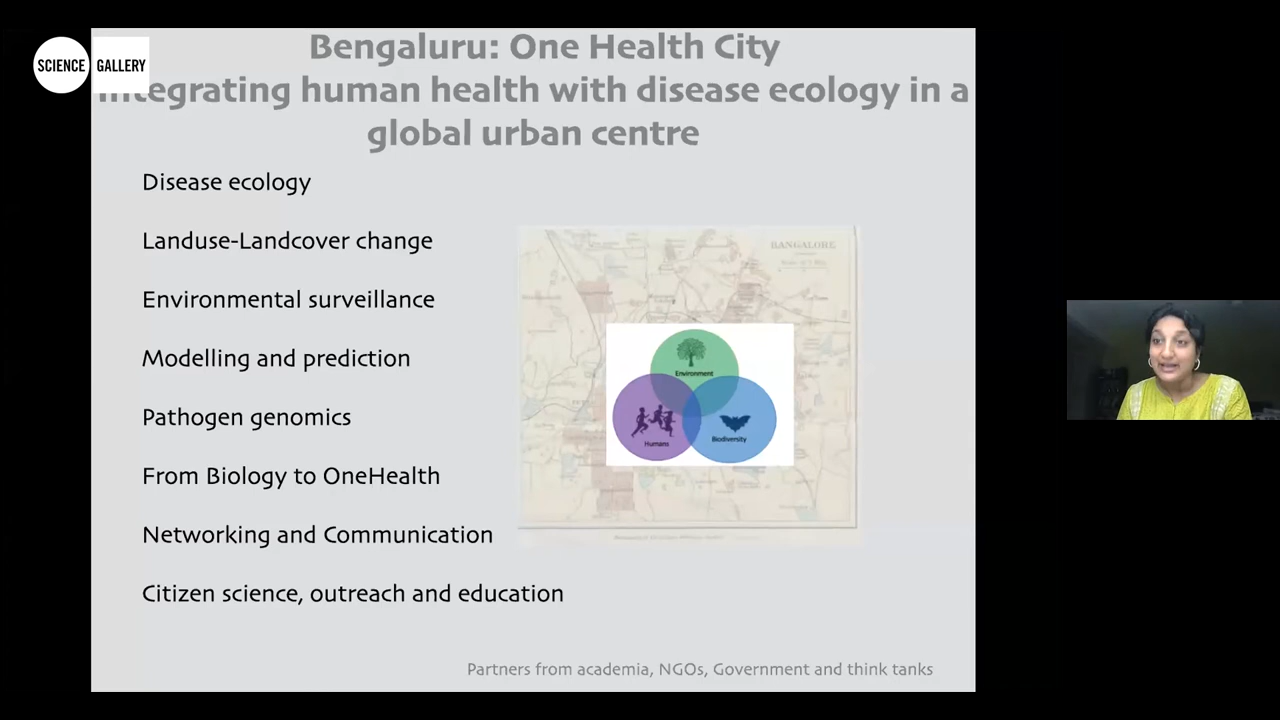 SCIENCE GALLERY
Bengaluru: One Health City
Integrating human health with disease ecology in a
global urban centre
Disease ecology
Landuse-Landcover change
Environmental surveillance
Modelling and prediction
Pathogen genomics
From Biology to OneHealth
Networking and Communication
Citizen science, outreach and education
BANGALORE
Environment
Humans
Biodiversity
Partners from academia, NGOs, Government and think tanks